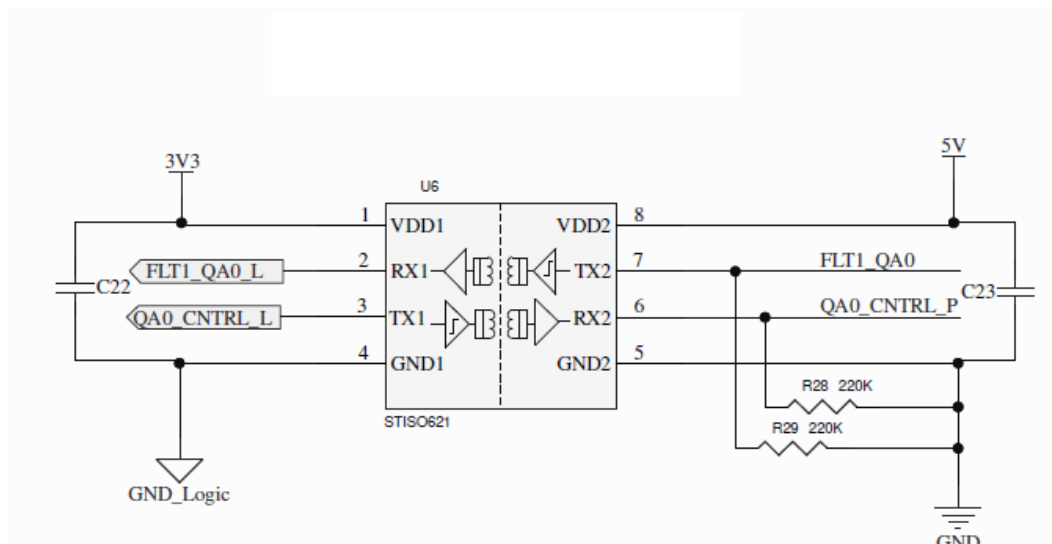 5V
3V3
U6
1 VDD1 VDD2 8
FLT1_QA0_L 2 RX1 TX2 7 FLT1_QA0
C22 C23
QA0_CNTRL_L 3 TX1 RX2 6 QA0_CNTRL_P
4 GND1 GND2 5
R28 220K
STISO621
R29 220K
GND_Logic
GND